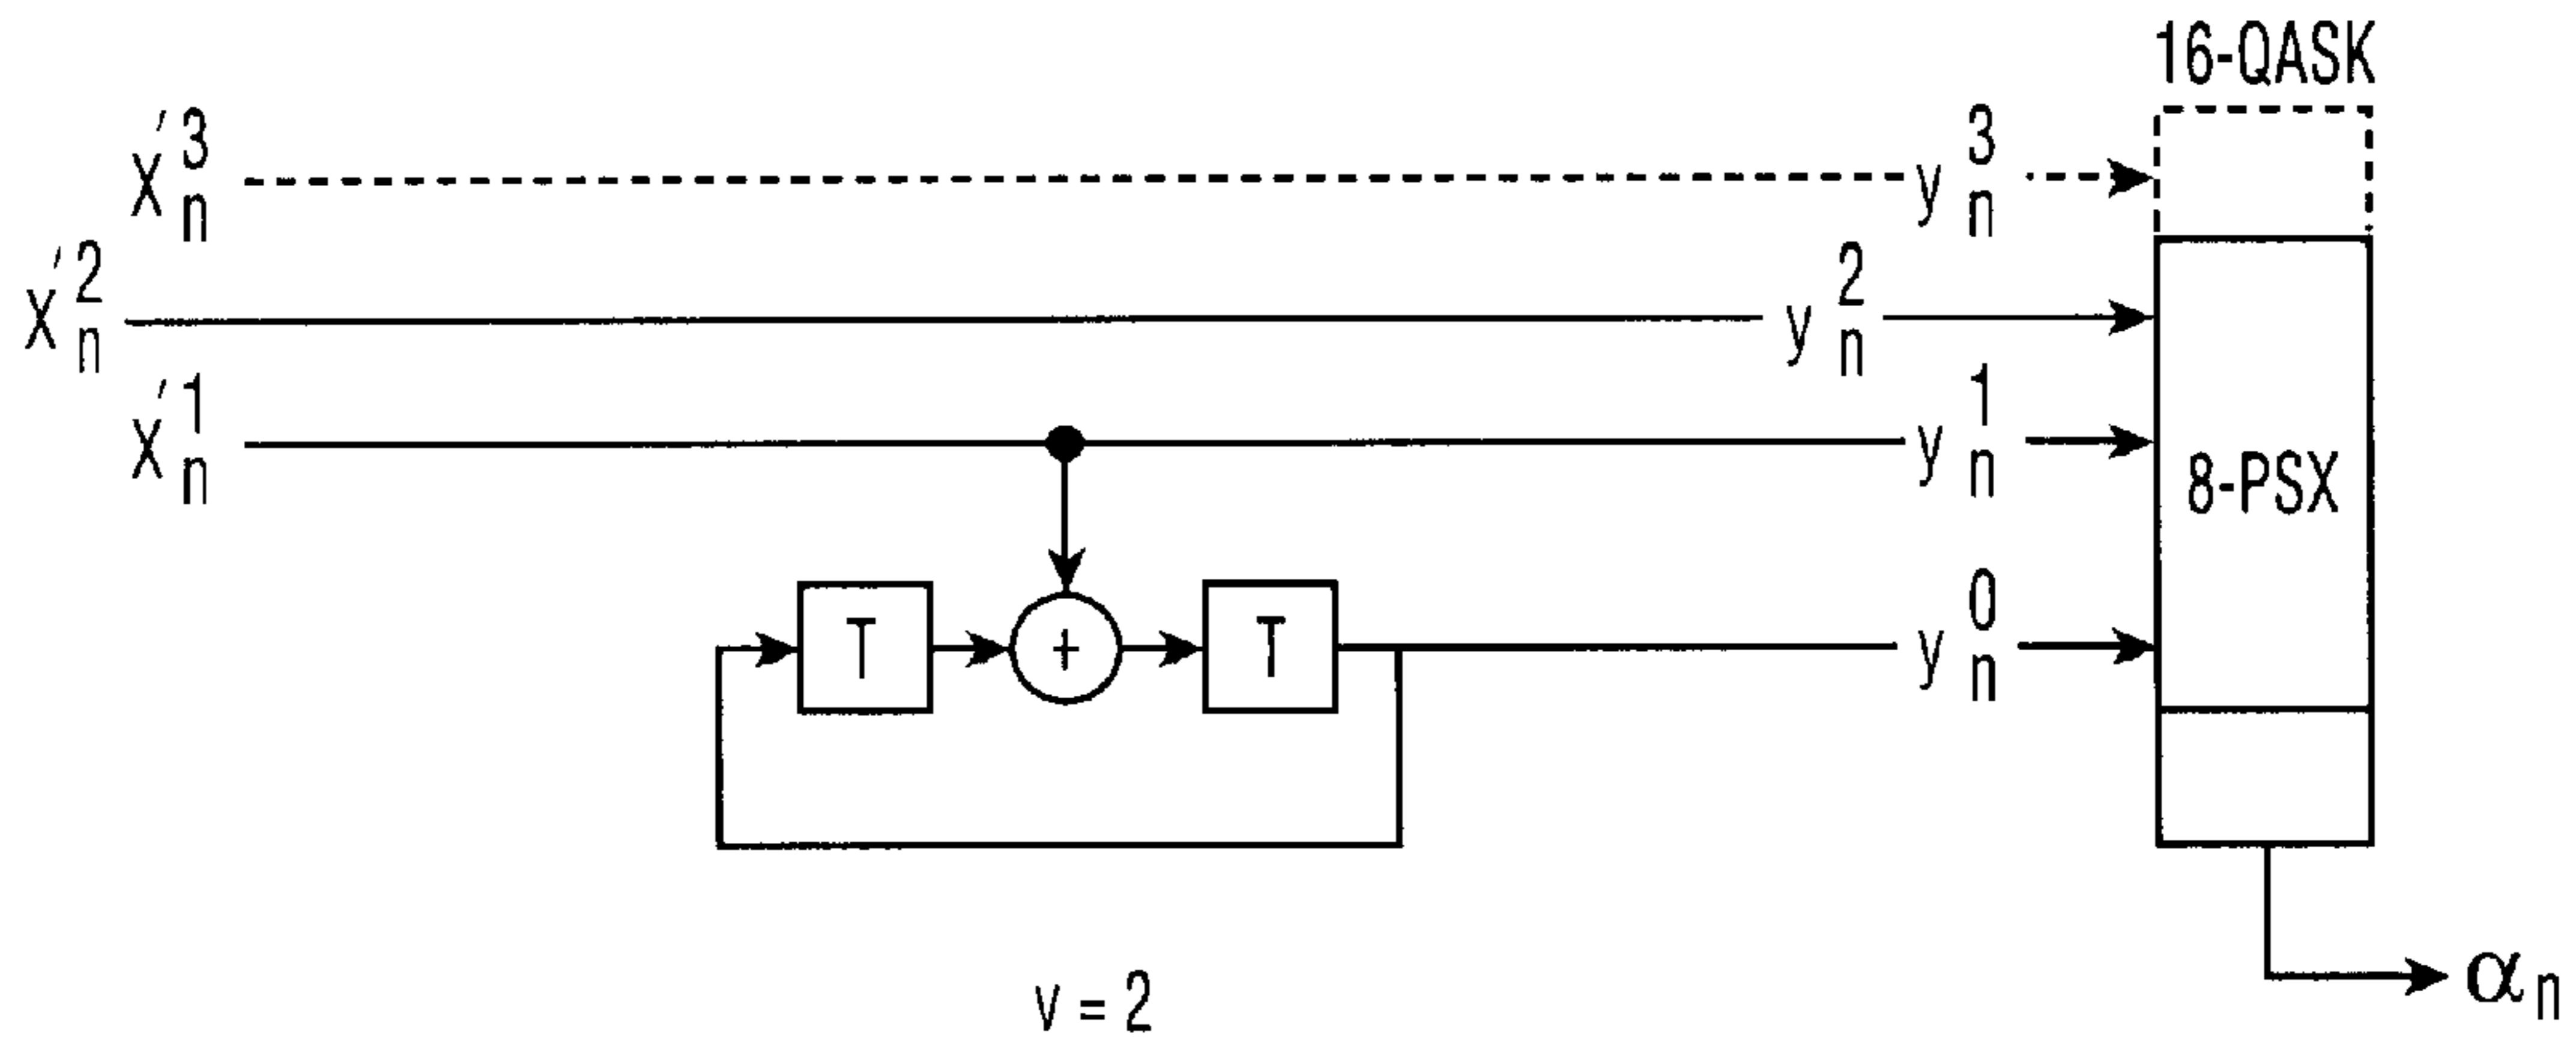 16-QASK
x'³ₙ y³ₙ
x'²ₙ y²ₙ
x'¹ₙ y¹ₙ
8-PSX
T + T y⁰ₙ
αₙ
v = 2